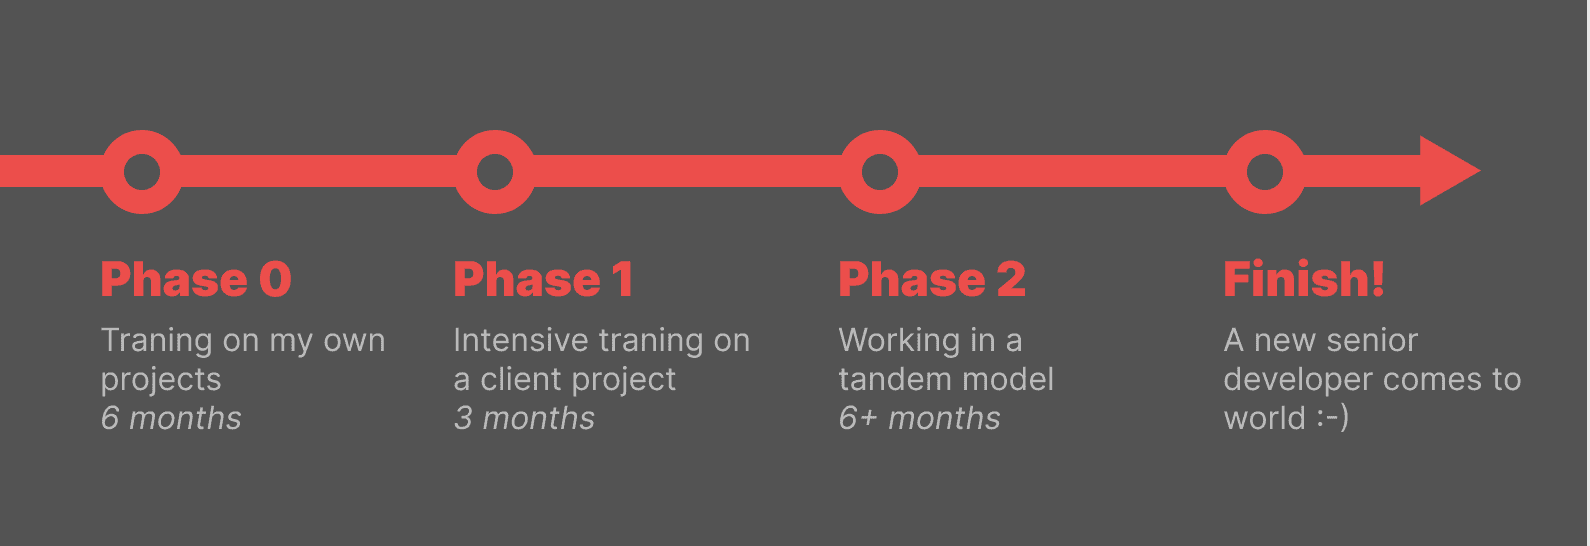 Phase 0
Traning on my own
projects
6 months
Phase 1
Intensive traning on
a client project
3 months
Phase 2
Working in a
tandem model
6+ months
Finish!
A new senior
developer comes to
world :-)